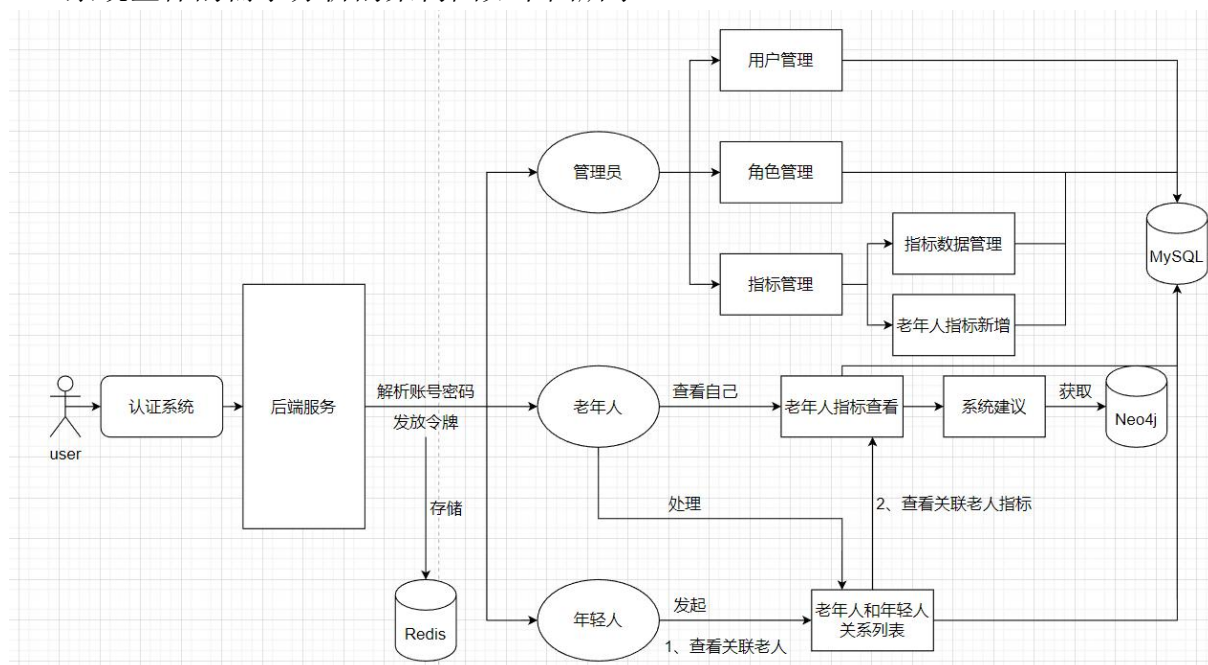 用户管理
管理员
角色管理
指标数据管理
MySQL
指标管理
老年人指标新增
解析账号密码
查看自己
获取
认证系统
后端服务
老年人
老年人指标查看
系统建议
Neo4j
发放令牌
user
存储
处理
2、查看关联老人指标
发起
老年人和年轻人
关系列表
年轻人
Redis
1、查看关联老人